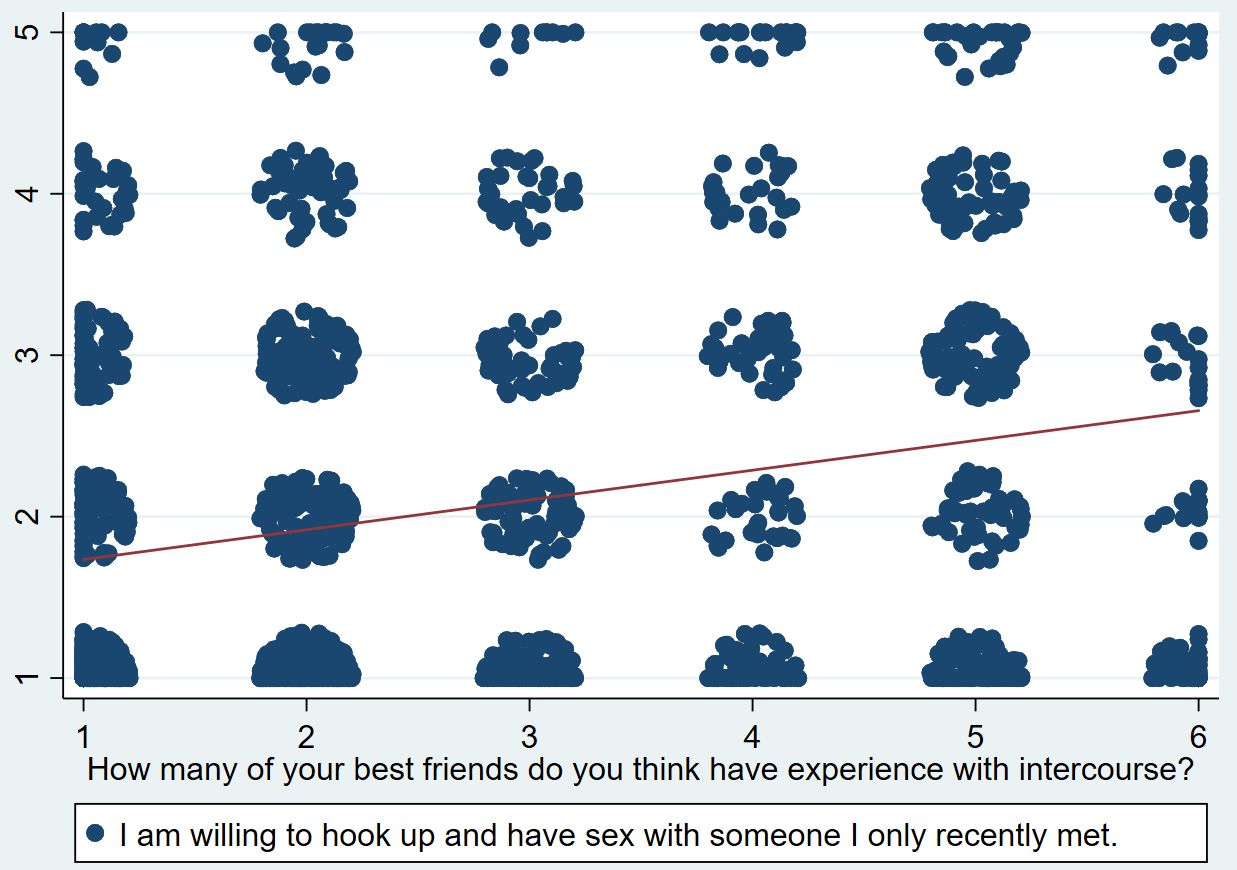 5
4
3
2
1
1 2 3 4 5 6
How many of your best friends do you think have experience with intercourse?
I am willing to hook up and have sex with someone I only recently met.